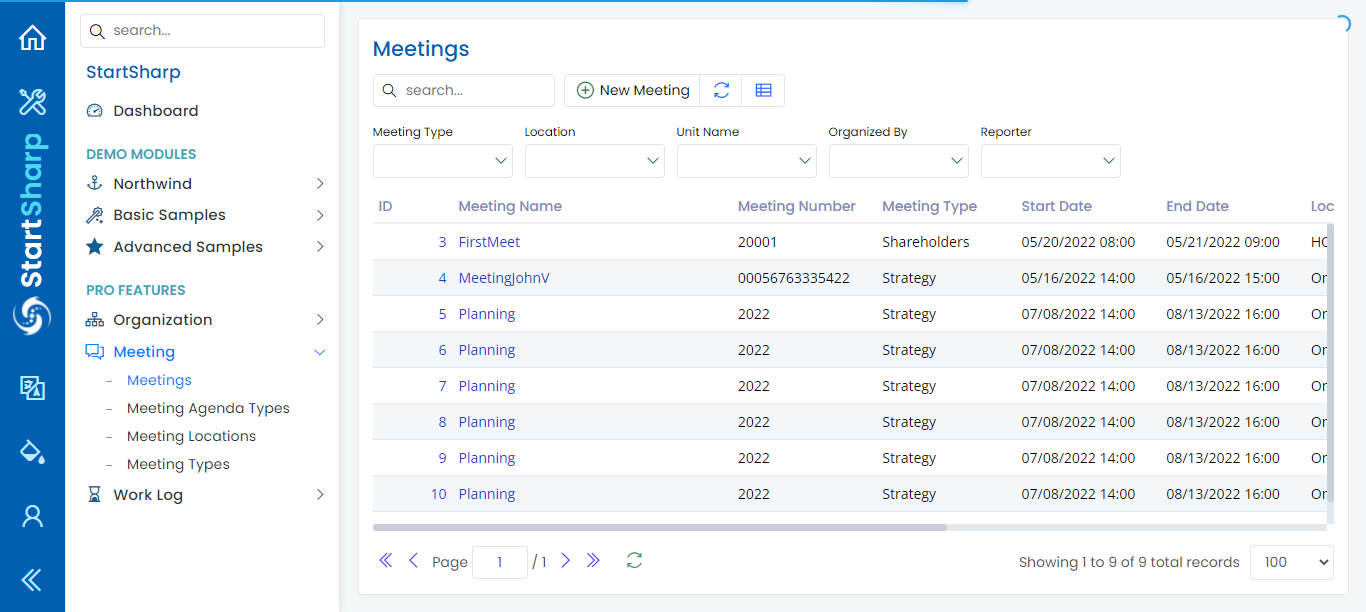 StartSharp
search...
StartSharp
Dashboard
DEMO MODULES
Northwind
Basic Samples
Advanced Samples
PRO FEATURES
Organization
Meeting
– Meetings
– Meeting Agenda Types
– Meeting Locations
– Meeting Types
Work Log
Meetings
search... New Meeting
Meeting Type Location Unit Name Organized By Reporter
ID Meeting Name Meeting Number Meeting Type Start Date End Date Loc
3 FirstMeet 20001 Shareholders 05/20/2022 08:00 05/21/2022 09:00 HO
4 MeetingJohnV 00056763335422 Strategy 05/16/2022 14:00 05/16/2022 15:00 On
5 Planning 2022 Strategy 07/08/2022 14:00 08/13/2022 16:00 On
6 Planning 2022 Strategy 07/08/2022 14:00 08/13/2022 16:00 On
7 Planning 2022 Strategy 07/08/2022 14:00 08/13/2022 16:00 On
8 Planning 2022 Strategy 07/08/2022 14:00 08/13/2022 16:00 On
9 Planning 2022 Strategy 07/08/2022 14:00 08/13/2022 16:00 On
10 Planning 2022 Strategy 07/08/2022 14:00 08/13/2022 16:00 On
Page 1 / 1 Showing 1 to 9 of 9 total records 100